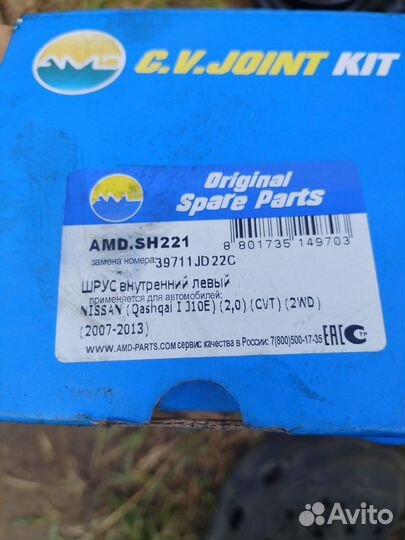 AMD
C.V.JOINT KIT
AMD
Original
Spare Parts
AMD.SH221
8 801735 149703
замена номера: 39711JD22C
ШРУС внутренний левый
применяется для автомобилей:
NISSAN (Qashqai I J10E) (2,0) (CVT) (2WD)
(2007-2013)
www.AMD-PARTS.com сервис качества в России: 7(800)500-17-35
EAC
СТР
Avito